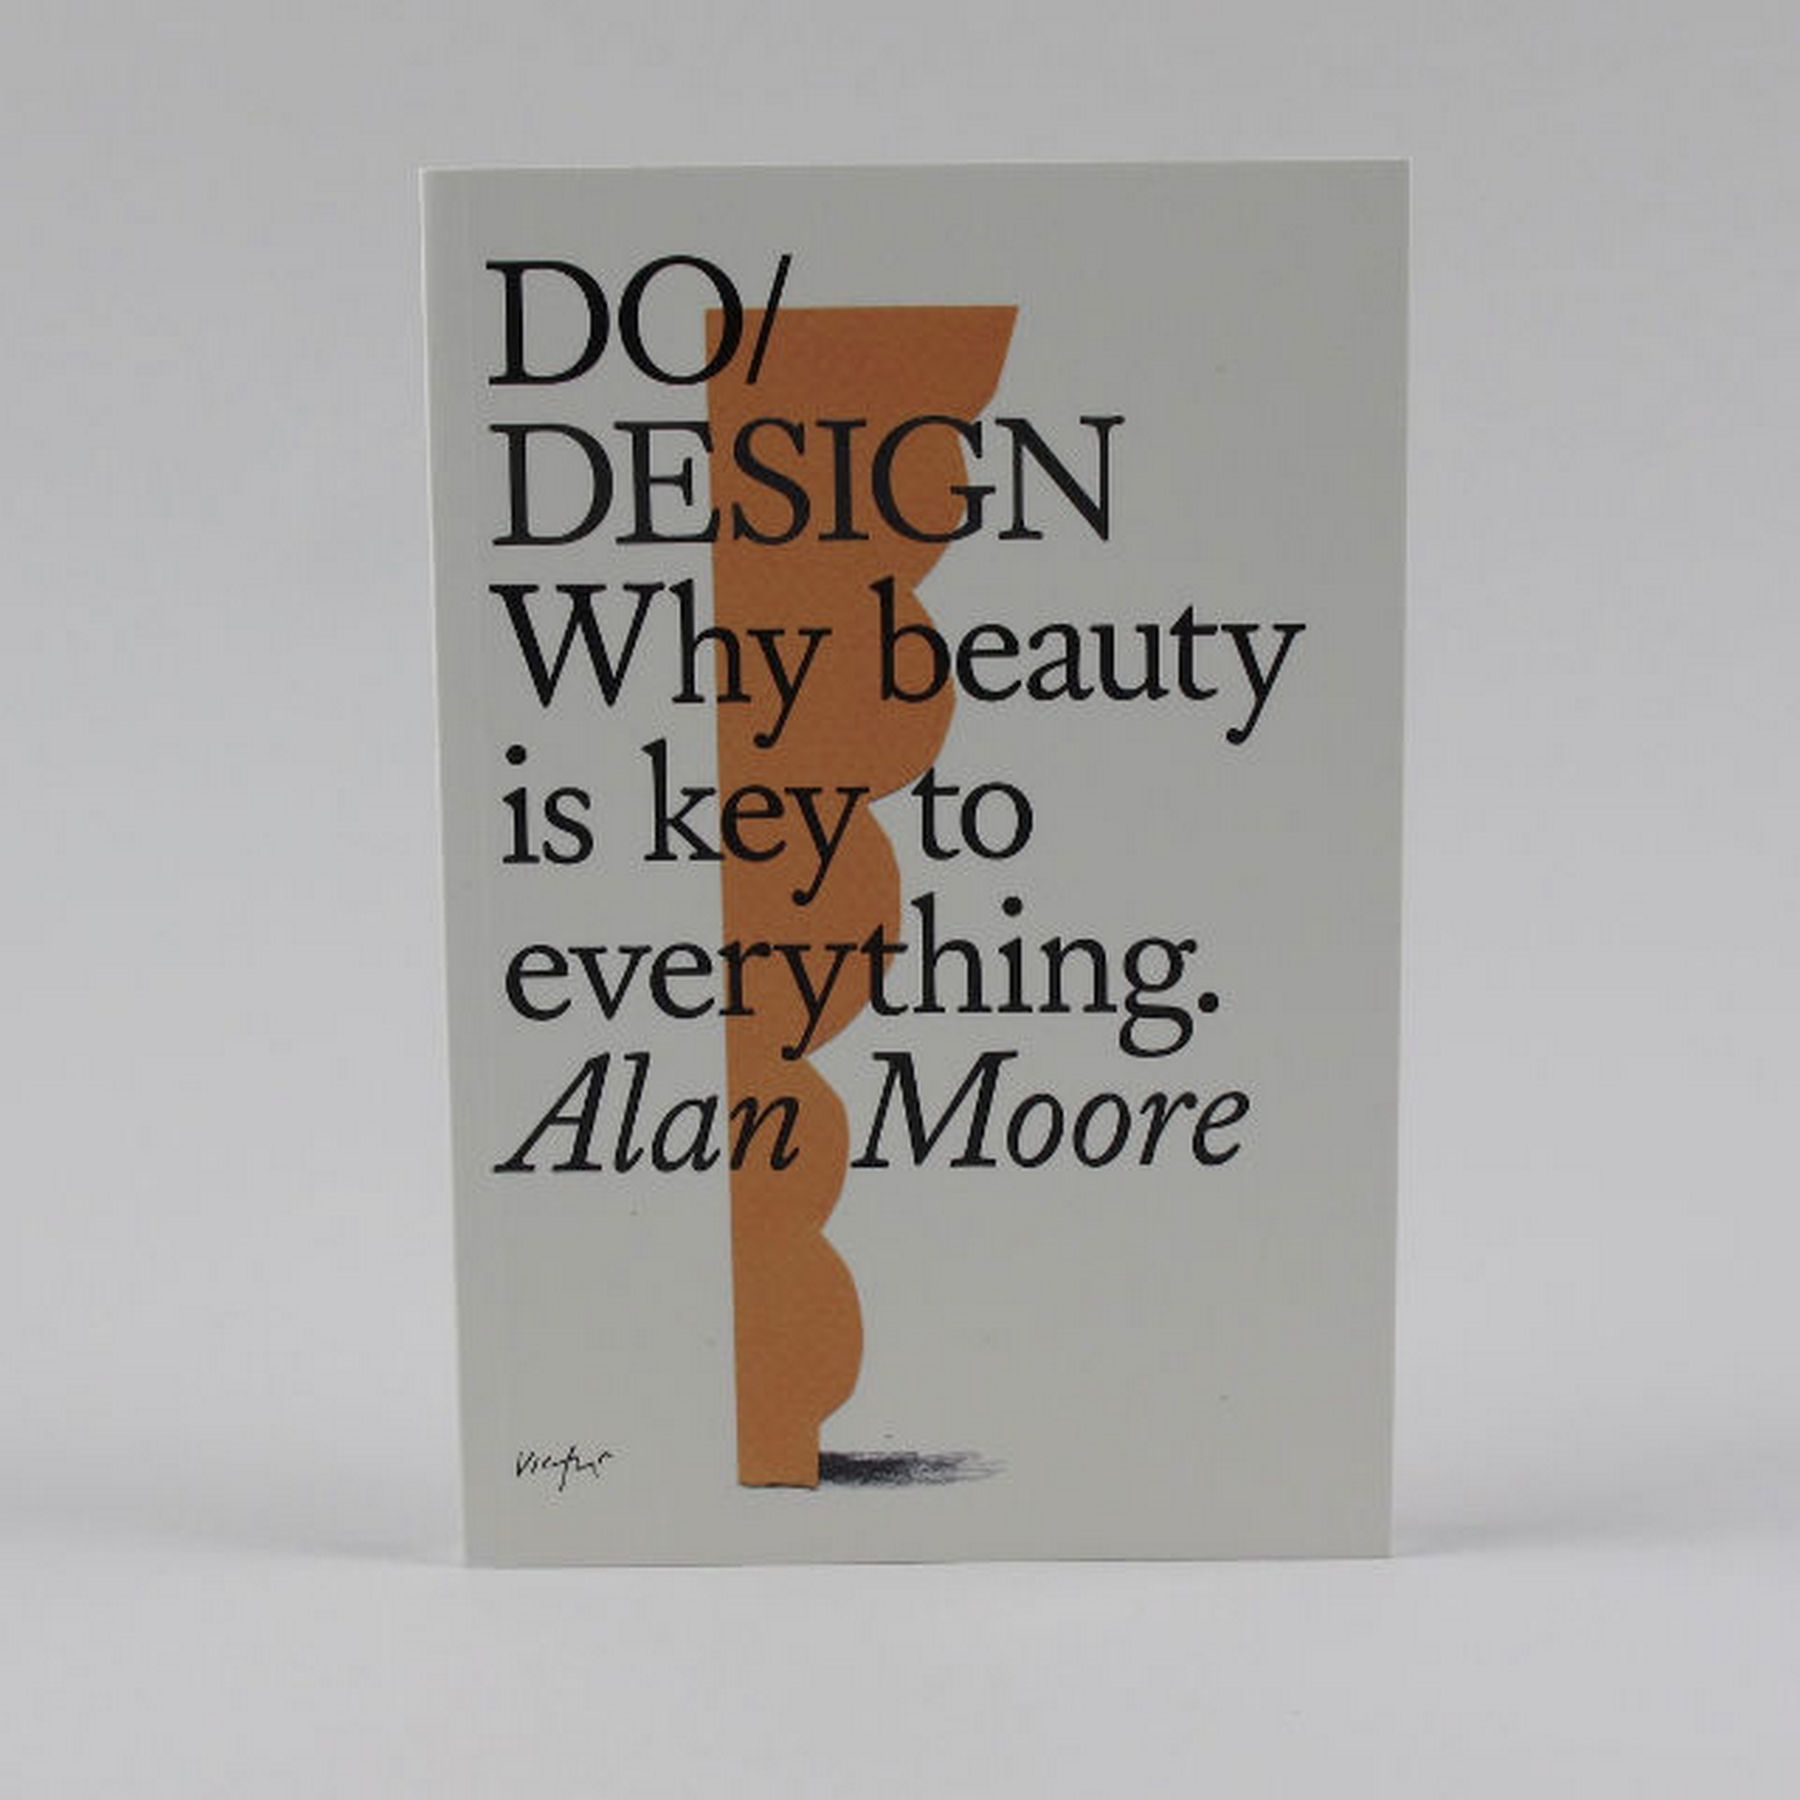 DO/
DESIGN
Why beauty
is key to
everything.
Alan Moore